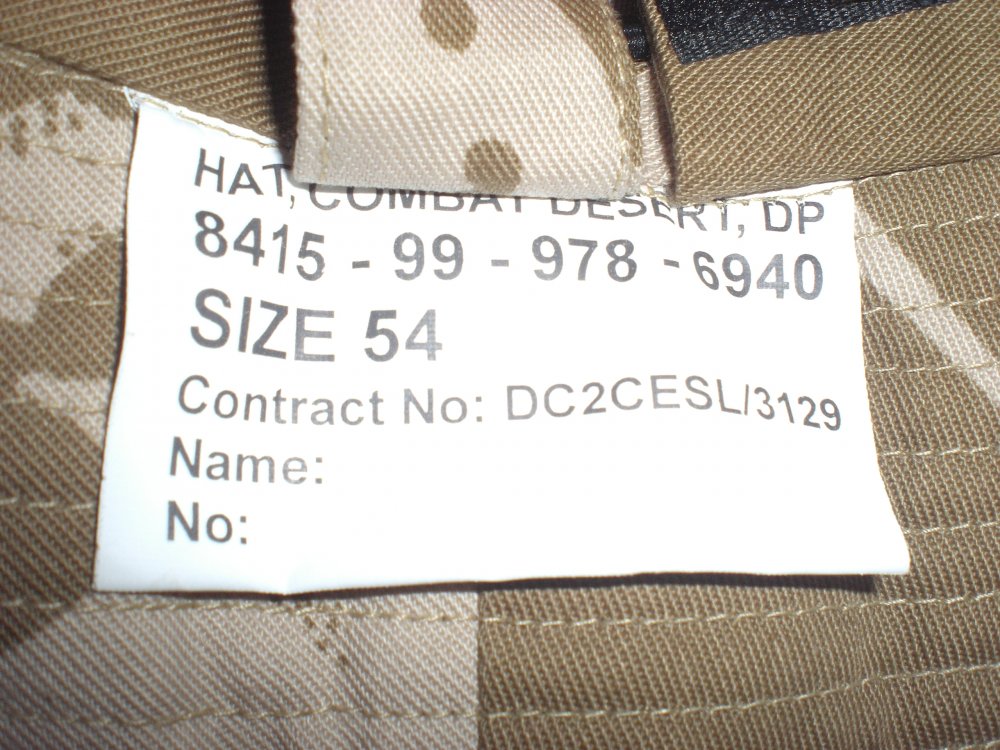 HAT, COMBAT DESERT, DP
8415 - 99 - 978 - 6940
SIZE 54
Contract No: DC2CESL/3129
Name:
No: